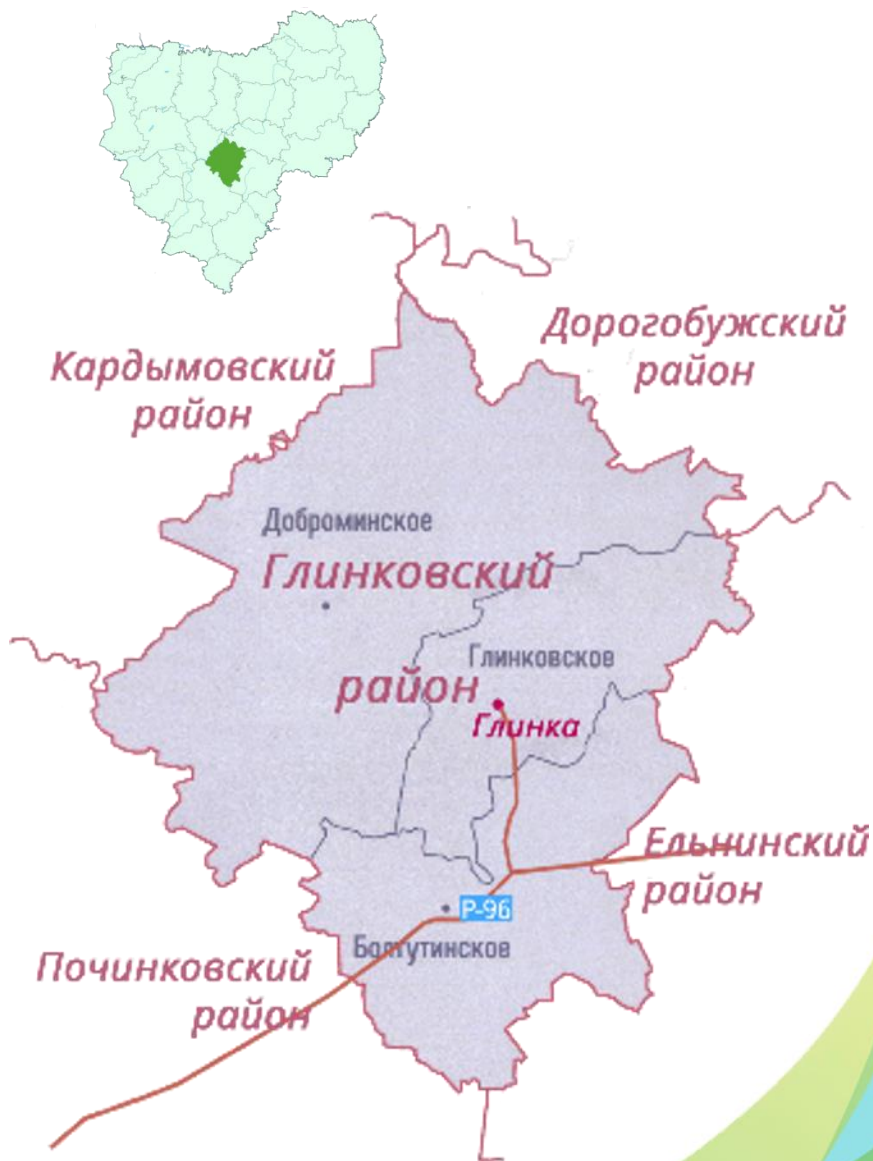 Дорогобужский
район
Кардымовский
район
Доброминское
Глинковский
Глинковское
район
Глинка
Ельнинский
район
Р-96
Болтутинское
Починковский
район